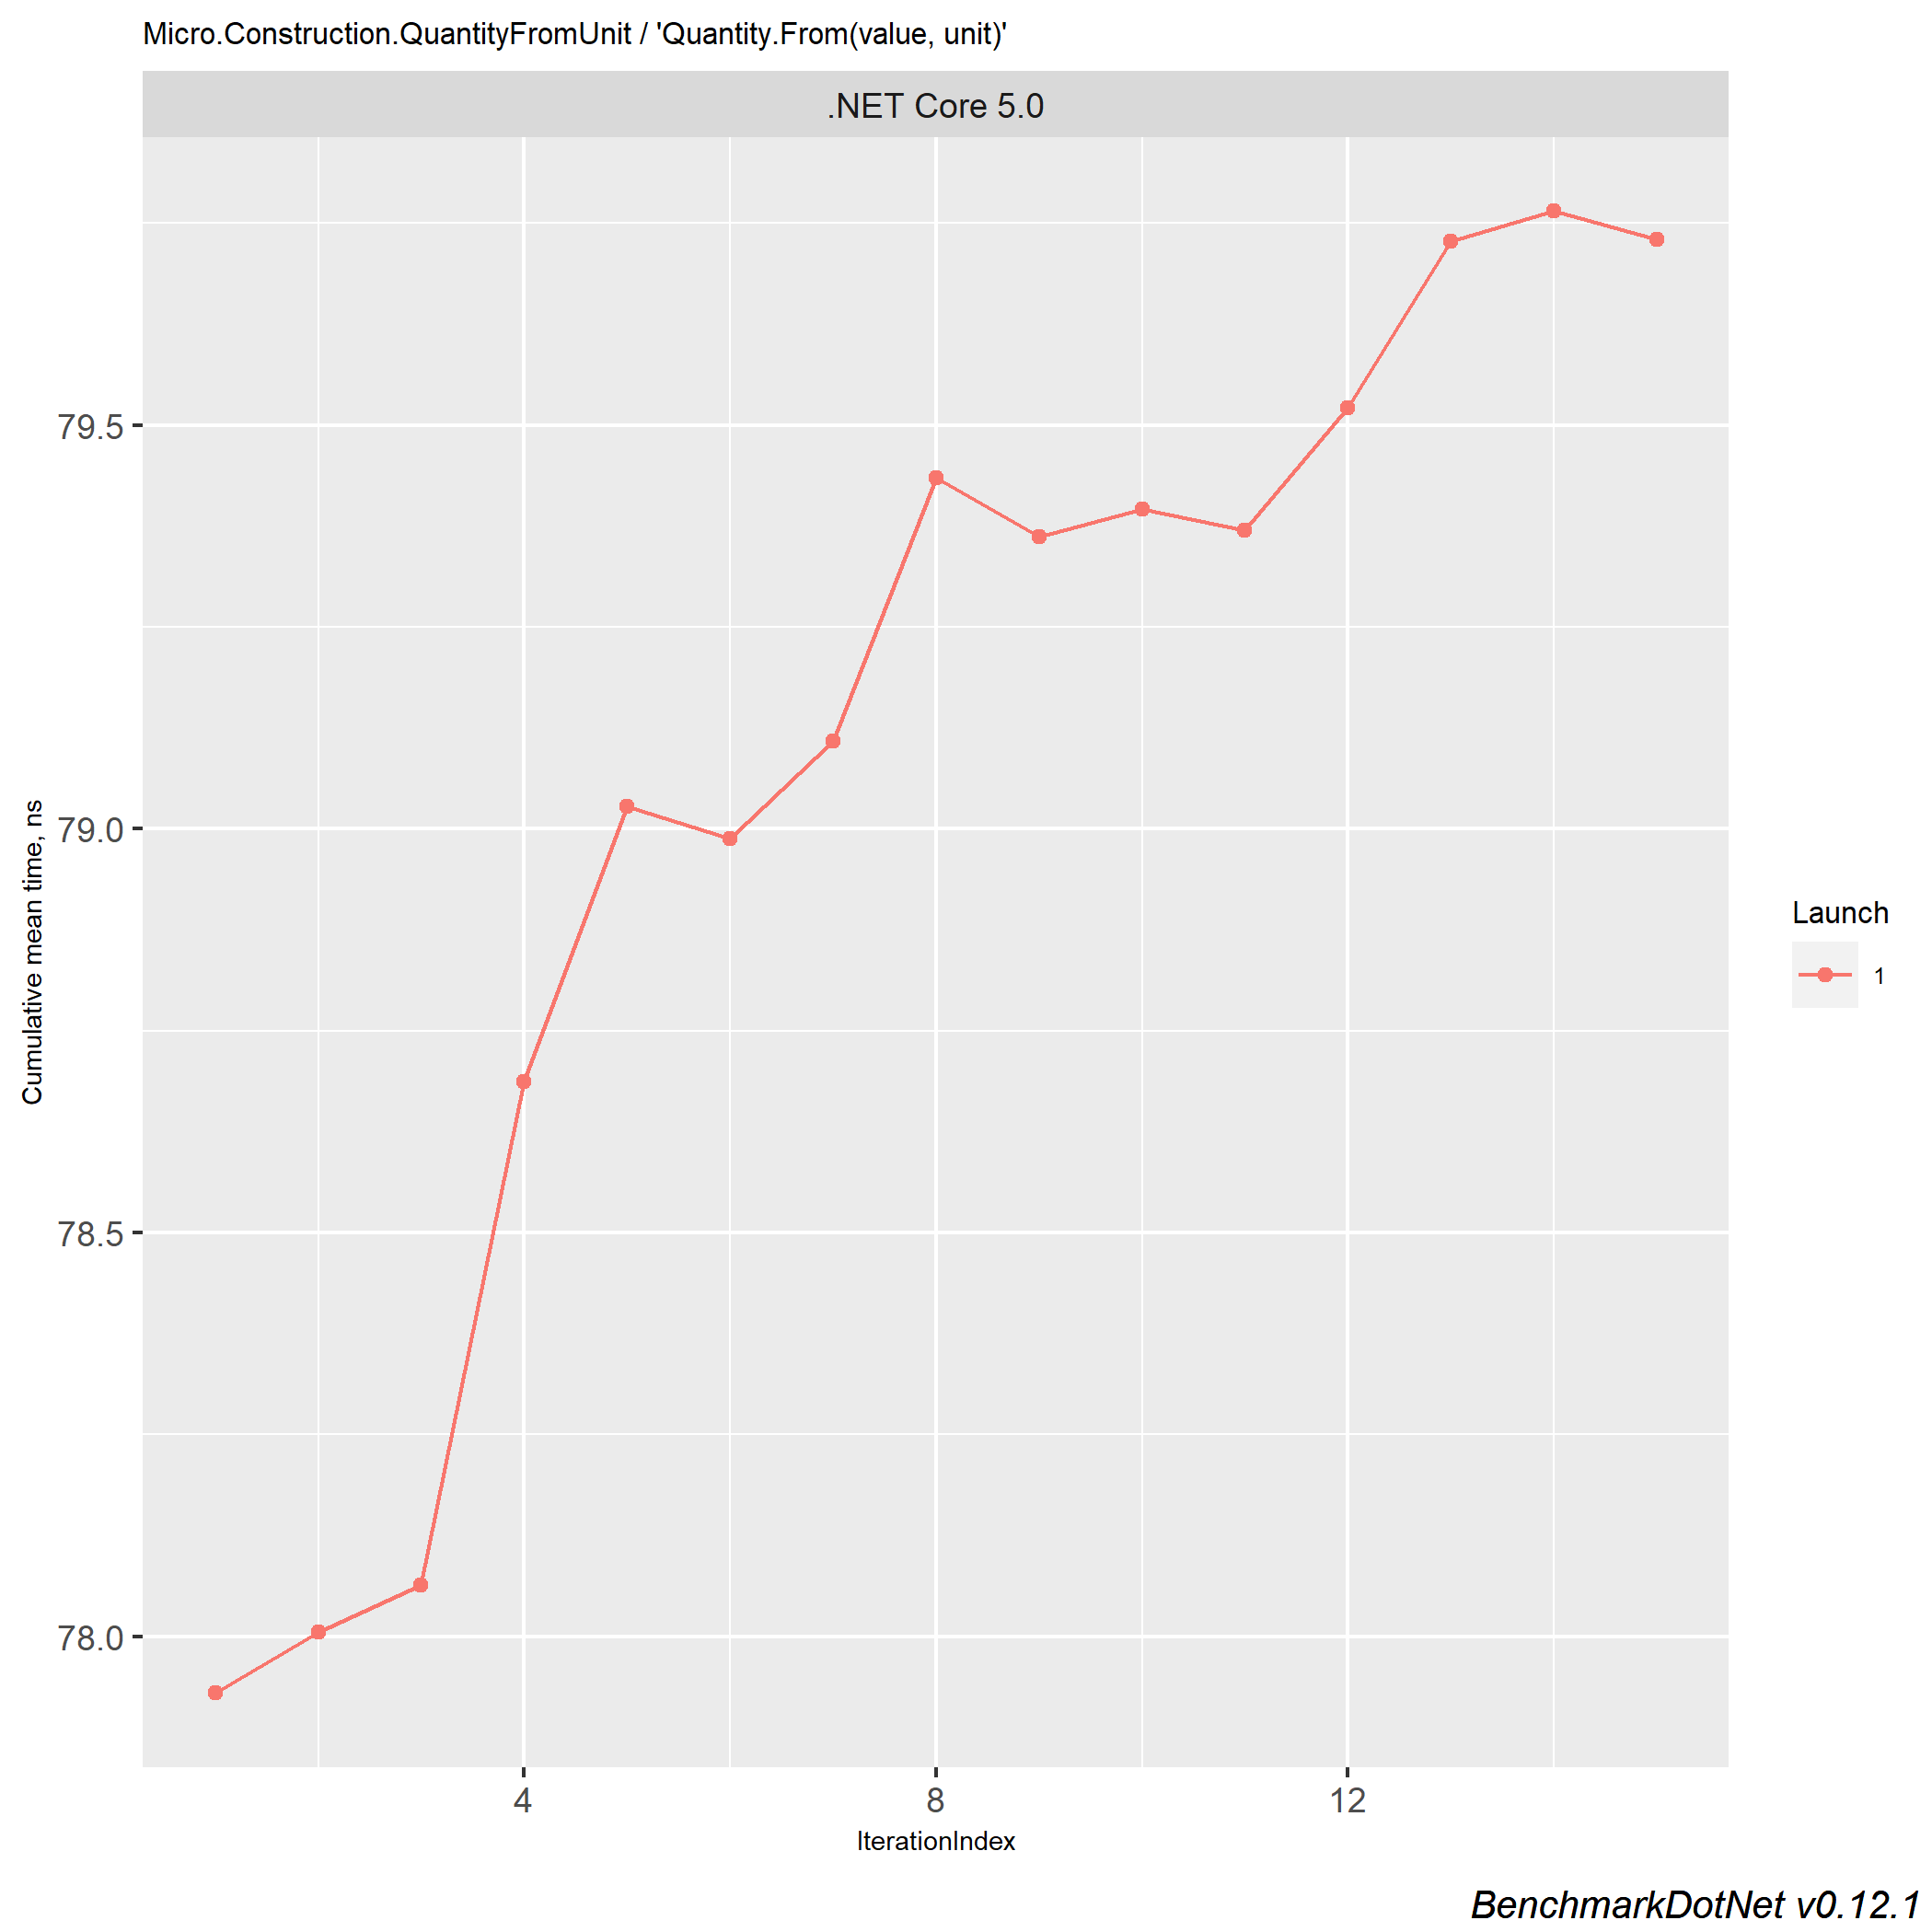 Micro.Construction.QuantityFromUnit / 'Quantity.From(value, unit)'
.NET Core 5.0
Cumulative mean time, ns
79.5
79.0
78.5
78.0
4
8
12
IterationIndex
Launch
1
BenchmarkDotNet v0.12.1